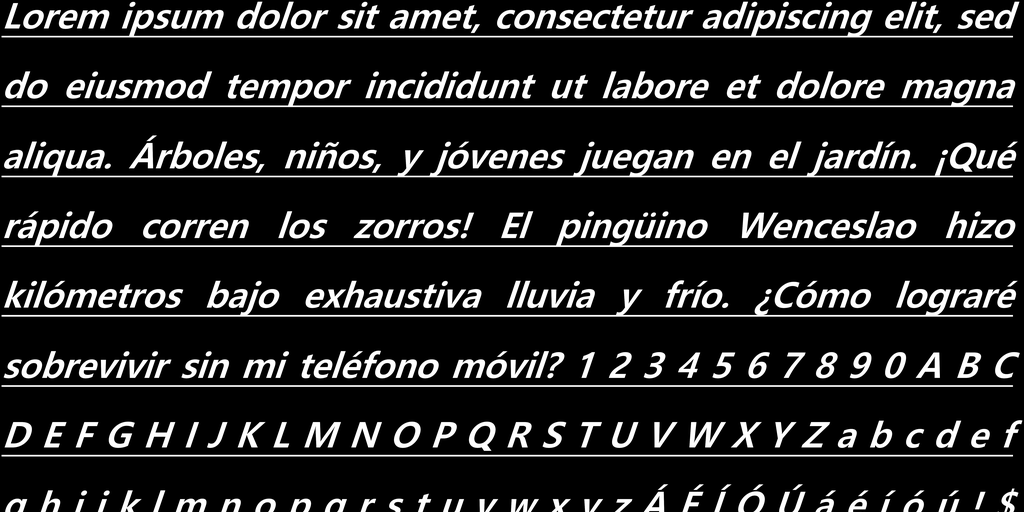 Lorem ipsum dolor sit amet, consectetur adipiscing elit, sed
do eiusmod tempor incididunt ut labore et dolore magna
aliqua. Árboles, niños, y jóvenes juegan en el jardín. ¡Qué
rápido corren los zorros! El pingüino Wenceslao hizo
kilómetros bajo exhaustiva lluvia y frío. ¿Cómo lograré
sobrevivir sin mi teléfono móvil? 1 2 3 4 5 6 7 8 9 0 A B C
D E F G H I J K L M N O P Q R S T U V W X Y Z a b c d e f
g h i j k l m n o p q r s t u v w x y z Á É Í Ó Ú á é í ó ú ! $